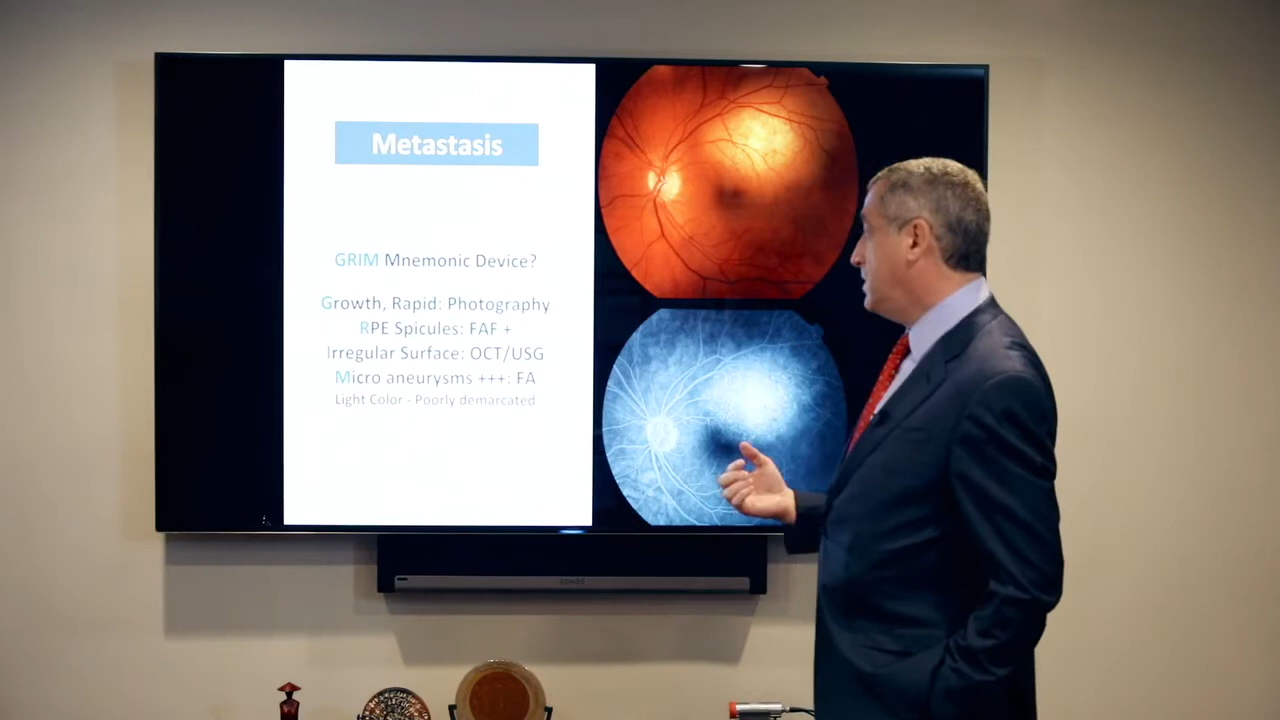 Metastasis
GRIM Mnemonic Device?
Growth, Rapid: Photography
RPE Spicules: FAF +
Irregular Surface: OCT/USG
Micro aneurysms +++: FA
Light Color - Poorly demarcated
SONOS